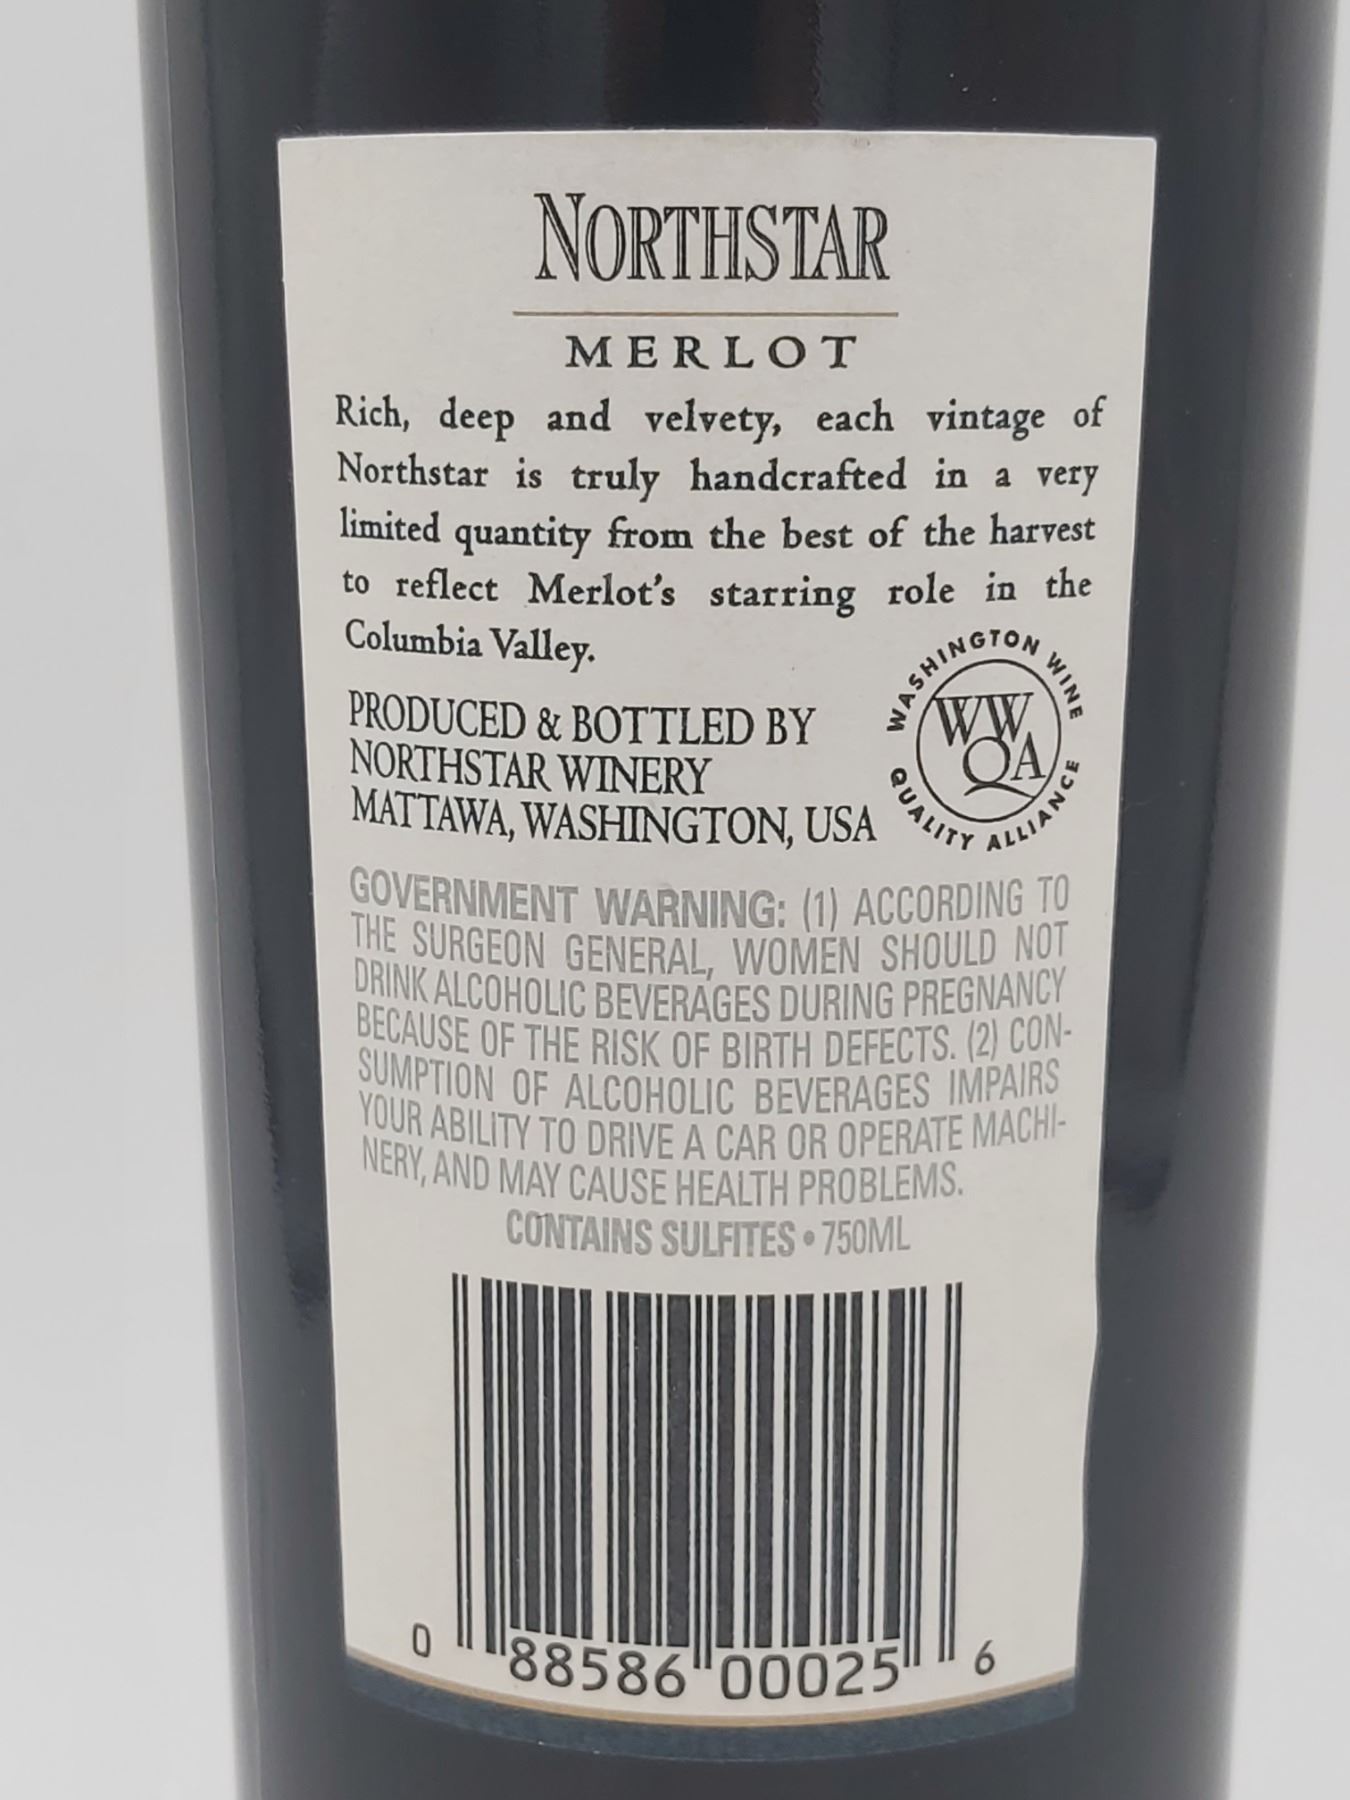 NORTHSTAR
MERLOT
Rich, deep and velvety, each vintage of
Northstar is truly handcrafted in a very
limited quantity from the best of the harvest
to reflect Merlot's starring role in the
Columbia Valley.
PRODUCED & BOTTLED BY
NORTHSTAR WINERY
MATTAWA, WASHINGTON, USA
WASHINGTON WINE
WWQA
QUALITY ALLIANCE
GOVERNMENT WARNING: (1) ACCORDING TO
THE SURGEON GENERAL, WOMEN SHOULD NOT
DRINK ALCOHOLIC BEVERAGES DURING PREGNANCY
BECAUSE OF THE RISK OF BIRTH DEFECTS. (2) CON-
SUMPTION OF ALCOHOLIC BEVERAGES IMPAIRS
YOUR ABILITY TO DRIVE A CAR OR OPERATE MACHI-
NERY, AND MAY CAUSE HEALTH PROBLEMS.
CONTAINS SULFITES • 750ML
0 88586 00025 6